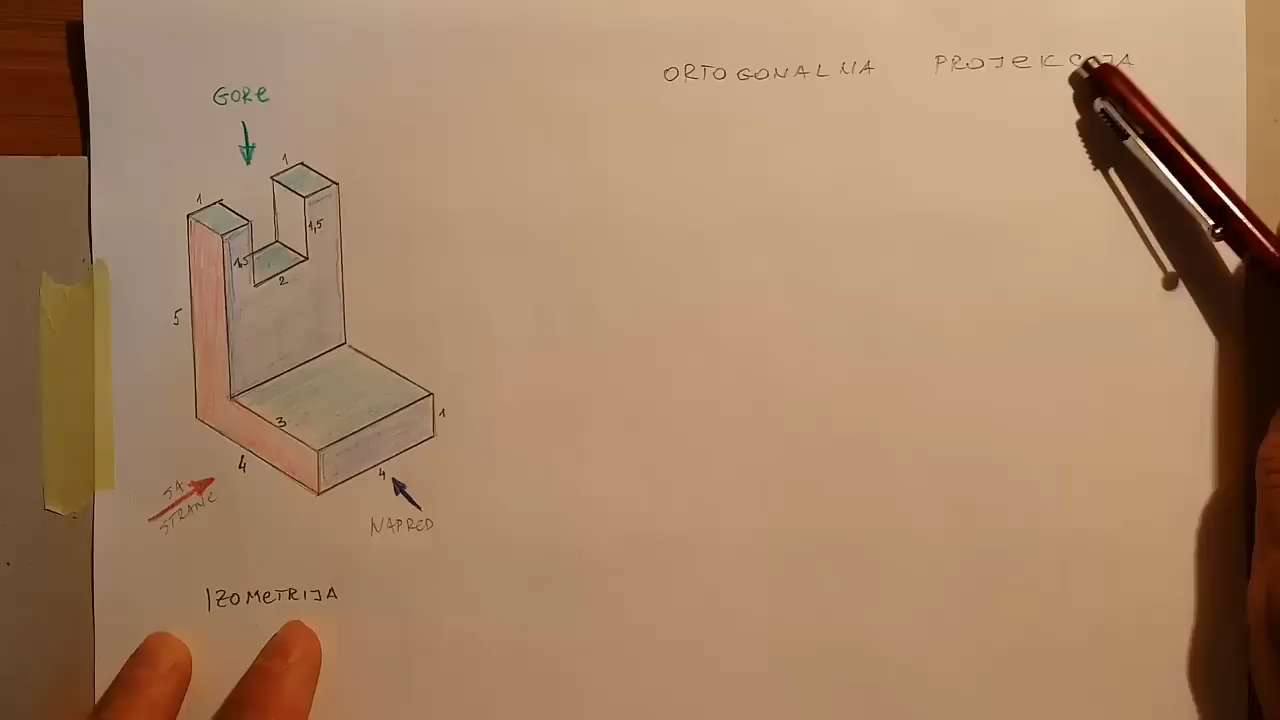 ORTOGONALNA PROJEKCIJA
GORE
1
1
1,5
1,5
2
5
3
1
4
4
SA
STRANE
NAPRED
IZOMETRIJA